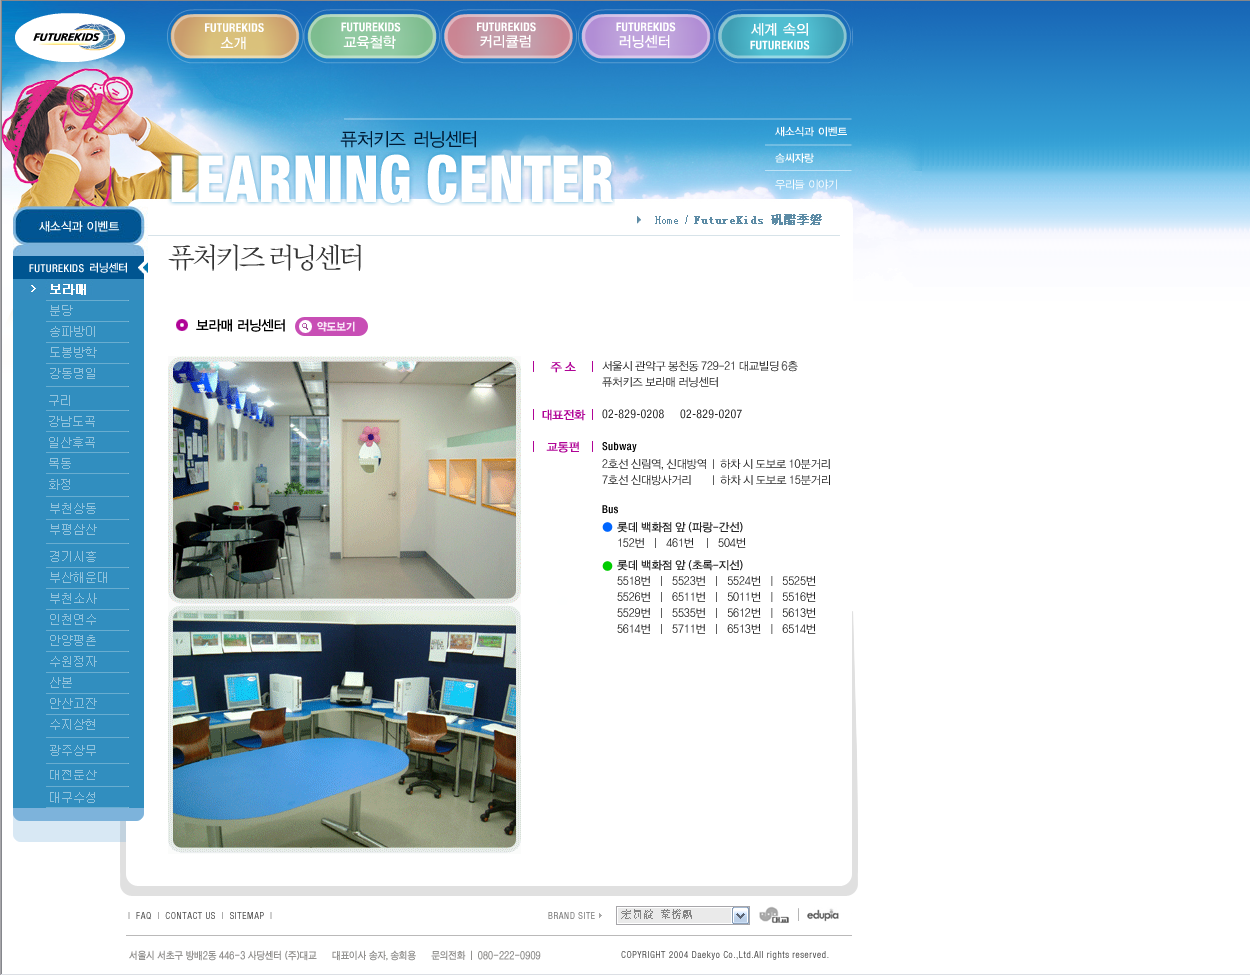 FUTUREKIDS
FUTUREKIDS
소개
FUTUREKIDS
교육철학
FUTUREKIDS
커리큘럼
FUTUREKIDS
러닝센터
세계 속의
FUTUREKIDS
퓨처키즈 러닝센터
LEARNING CENTER
새소식과 이벤트
솜씨자랑
우리들 이야기
새소식과 이벤트
Home / FutureKids
FUTUREKIDS 러닝센터
보라매
분당
송파방이
도봉방학
강동명일
구리
강남도곡
일산후곡
목동
화정
부천상동
부평삼산
경기시흥
부산해운대
부천소사
인천연수
안양평촌
수원정자
산본
안산고잔
수지상현
광주상무
대전둔산
대구수성
퓨처키즈 러닝센터
보라매 러닝센터 약도보기
주 소 서울시 관악구 봉천동 729-21 대교빌딩 6층
퓨처키즈 보라매 러닝센터
대표전화 02-829-0208 02-829-0207
교통편 Subway
2호선 신림역, 신대방역 | 하차 시 도보로 10분거리
7호선 신대방사거리 | 하차 시 도보로 15분거리
Bus
롯데 백화점 앞 (파랑-간선)
152번 | 461번 | 504번
롯데 백화점 앞 (초록-지선)
5518번 | 5523번 | 5524번 | 5525번
5526번 | 6511번 | 5011번 | 5516번
5529번 | 5535번 | 5612번 | 5613번
5614번 | 5711번 | 6513번 | 6514번
| FAQ | CONTACT US | SITEMAP |
BRAND SITE
대교 | edupia
서울시 서초구 방배2동 446-3 사당센터 (주)대교 대표이사 송자, 송희용 문의전화 | 080-222-0909
COPYRIGHT 2004 Daekyo Co.,Ltd.All rights reserved.